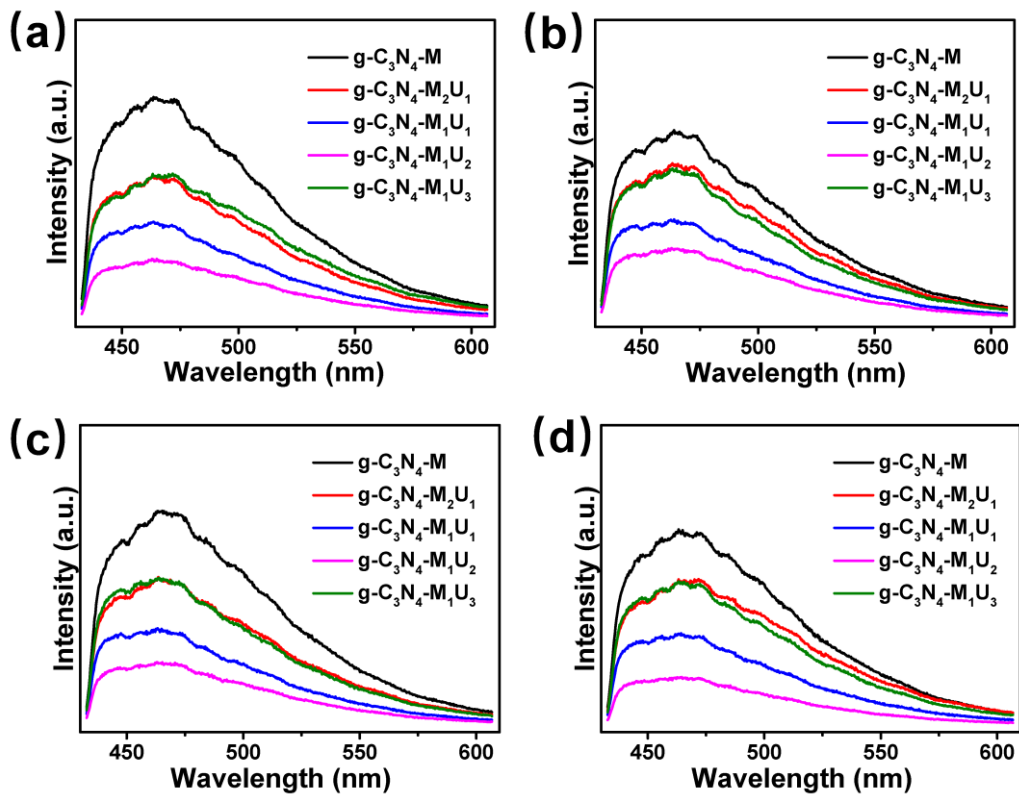 (a)
g-C₃N₄-M
g-C₃N₄-M₂U₁
g-C₃N₄-M₁U₁
g-C₃N₄-M₁U₂
g-C₃N₄-M₁U₃
Intensity (a.u.)
450 500 550 600
Wavelength (nm)
(b)
g-C₃N₄-M
g-C₃N₄-M₂U₁
g-C₃N₄-M₁U₁
g-C₃N₄-M₁U₂
g-C₃N₄-M₁U₃
Intensity (a.u.)
450 500 550 600
Wavelength (nm)
(c)
g-C₃N₄-M
g-C₃N₄-M₂U₁
g-C₃N₄-M₁U₁
g-C₃N₄-M₁U₂
g-C₃N₄-M₁U₃
Intensity (a.u.)
450 500 550 600
Wavelength (nm)
(d)
g-C₃N₄-M
g-C₃N₄-M₂U₁
g-C₃N₄-M₁U₁
g-C₃N₄-M₁U₂
g-C₃N₄-M₁U₃
Intensity (a.u.)
450 500 550 600
Wavelength (nm)